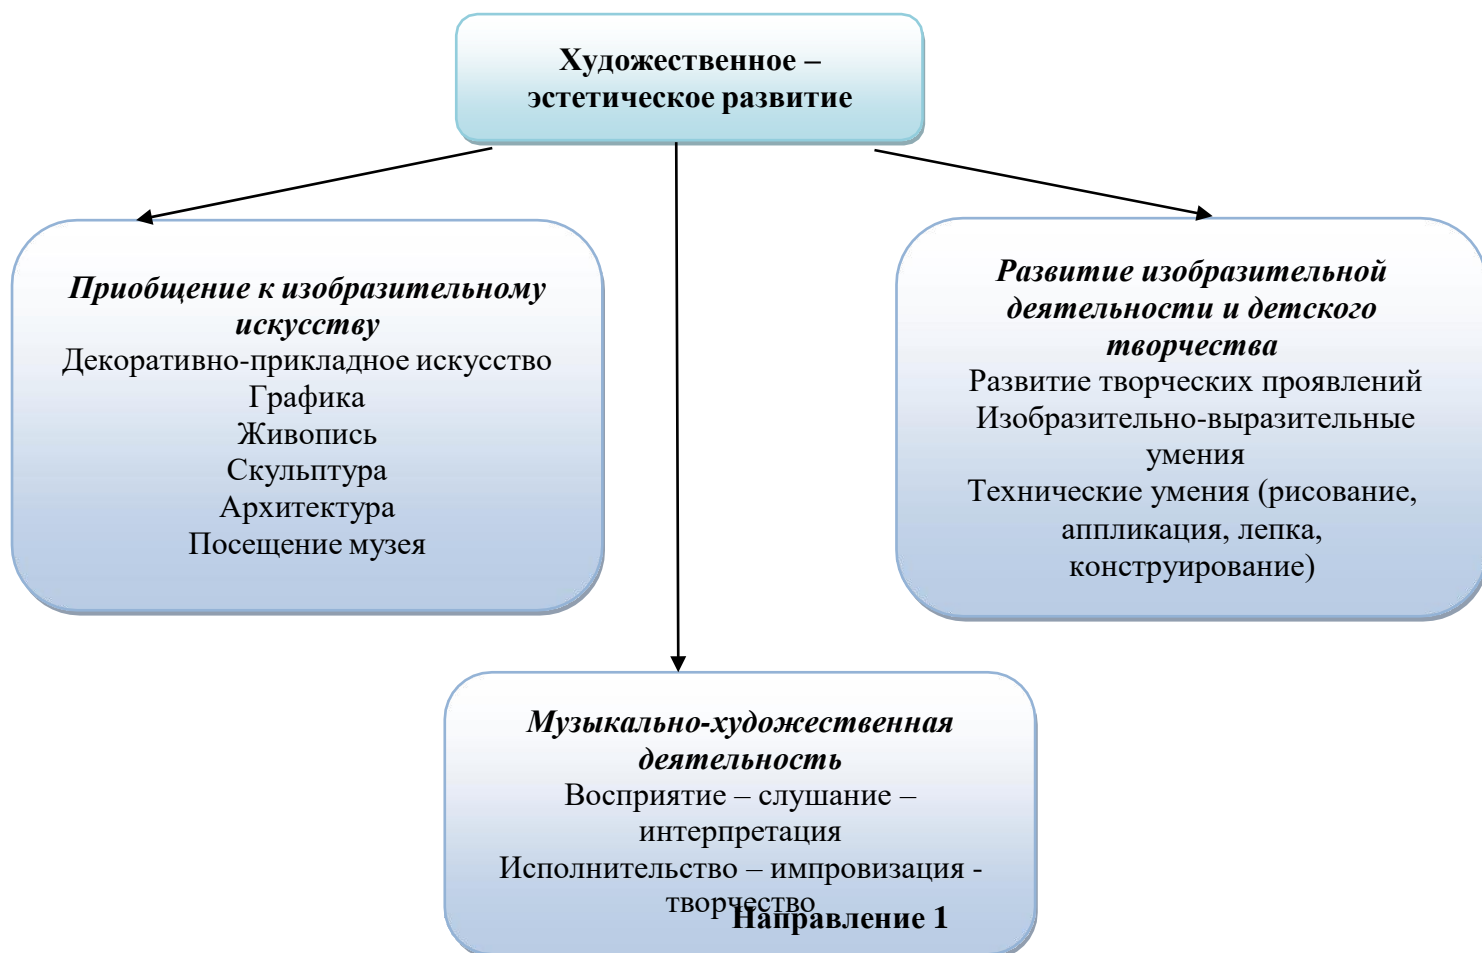 Художественное –
эстетическое развитие
Приобщение к изобразительному
искусству
Декоративно-прикладное искусство
Графика
Живопись
Скульптура
Архитектура
Посещение музея
Развитие изобразительной
деятельности и детского
творчества
Развитие творческих проявлений
Изобразительно-выразительные
умения
Технические умения (рисование,
аппликация, лепка,
конструирование)
Музыкально-художественная
деятельность
Восприятие – слушание –
интерпретация
Исполнительство – импровизация -
творчество
Направление 1